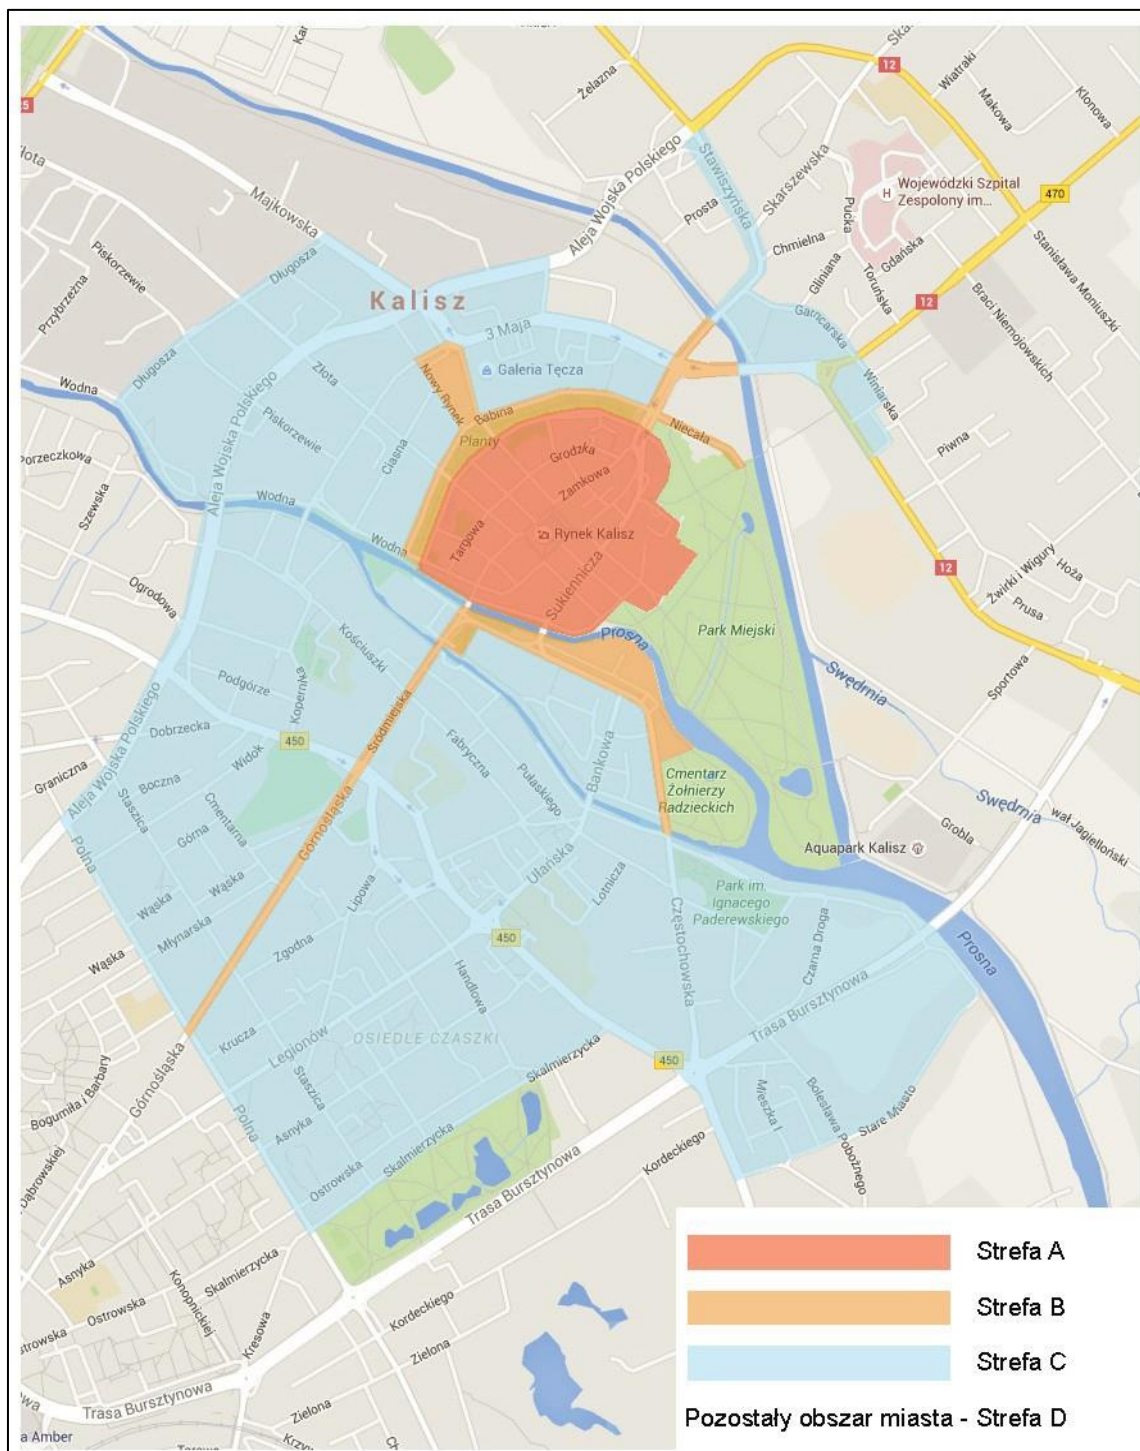 Żelazna
Skarszewska
12
Wiatraki
Makowa
Klonowa
Majkowska
Aleja Wojska Polskiego
Stawiszyńska
Prosta
Skarszewska
Wojewódzki Szpital
Zespolony im...
H
470
Pucka
Chmielna
Gdańska
Gliniana
Toruńska
Stanisława Moniuszki
Braci Niemojowskich
12
Piskorzewie
Przybrzeżna
Długosza
Kalisz
3 Maja
Garncarska
Winiarska
Długosza
Złota
Galeria Tęcza
Wodna
Nowy Rynek
Babina
Niecała
Piskorzewie
Planty
Grodzka
Piwna
Aleja Wojska Polskiego
Ciasna
Zamkowa
Porzeczkowa
Szewska
Wodna
Targowa
Rynek Kalisz
Wodna
Sukiennicza
12
Żwirki i Wigury
Hoża
Prusa
Ogrodowa
Kościuszki
Prosna
Park Miejski
Swędrnia
Sportowa
Podgórze
Kopernika
Śródmiejska
Dobrzecka
450
Widok
Fabryczna
Bankowa
Graniczna
Aleja Wojska Polskiego
Boczna
Pułaskiego
Cmentarz
Żołnierzy
Radzieckich
Staszica
Cmentarna
Górna
Swędrnia
wał Jagielloński
Grobla
Aquapark Kalisz
Polna
Górnośląska
Ułańska
Wąska
Wąska
Lipowa
Lotnicza
Park im.
Ignacego
Paderewskiego
Młynarska
Częstochowska
Czarna Droga
450
Wąska
Zgodna
Handlowa
Prosna
Trasa Bursztynowa
Krucza
Legionów
OSIEDLE CZASZKI
Górnośląska
Skalmierzycka
450
Bogumiła i Barbary
Staszica
Mieszka I
Bolesława Pobożnego
Stare Miasto
Polna
Asnyka
Skalmierzycka
Ostrowska
Kordeckiego
Trasa Bursztynowa
Asnyka
Konopnickiej
Skalmierzycka
Ostrowska
Kresowa
Kordeckiego
Zielona
Trasa Bursztynowa
Zielona
a Amber
Strefa A
Strefa B
Strefa C
Pozostały obszar miasta - Strefa D